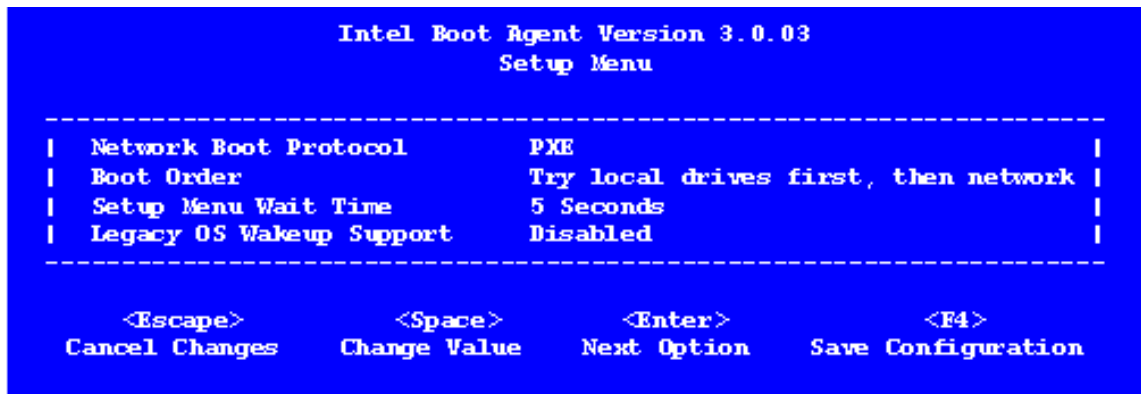 Intel Boot Agent Version 3.0.03
Setup Menu
Network Boot Protocol PXE
Boot Order Try local drives first, then network
Setup Menu Wait Time 5 Seconds
Legacy OS Wakeup Support Disabled
<Escape> <Space> <Enter> <F4>
Cancel Changes Change Value Next Option Save Configuration